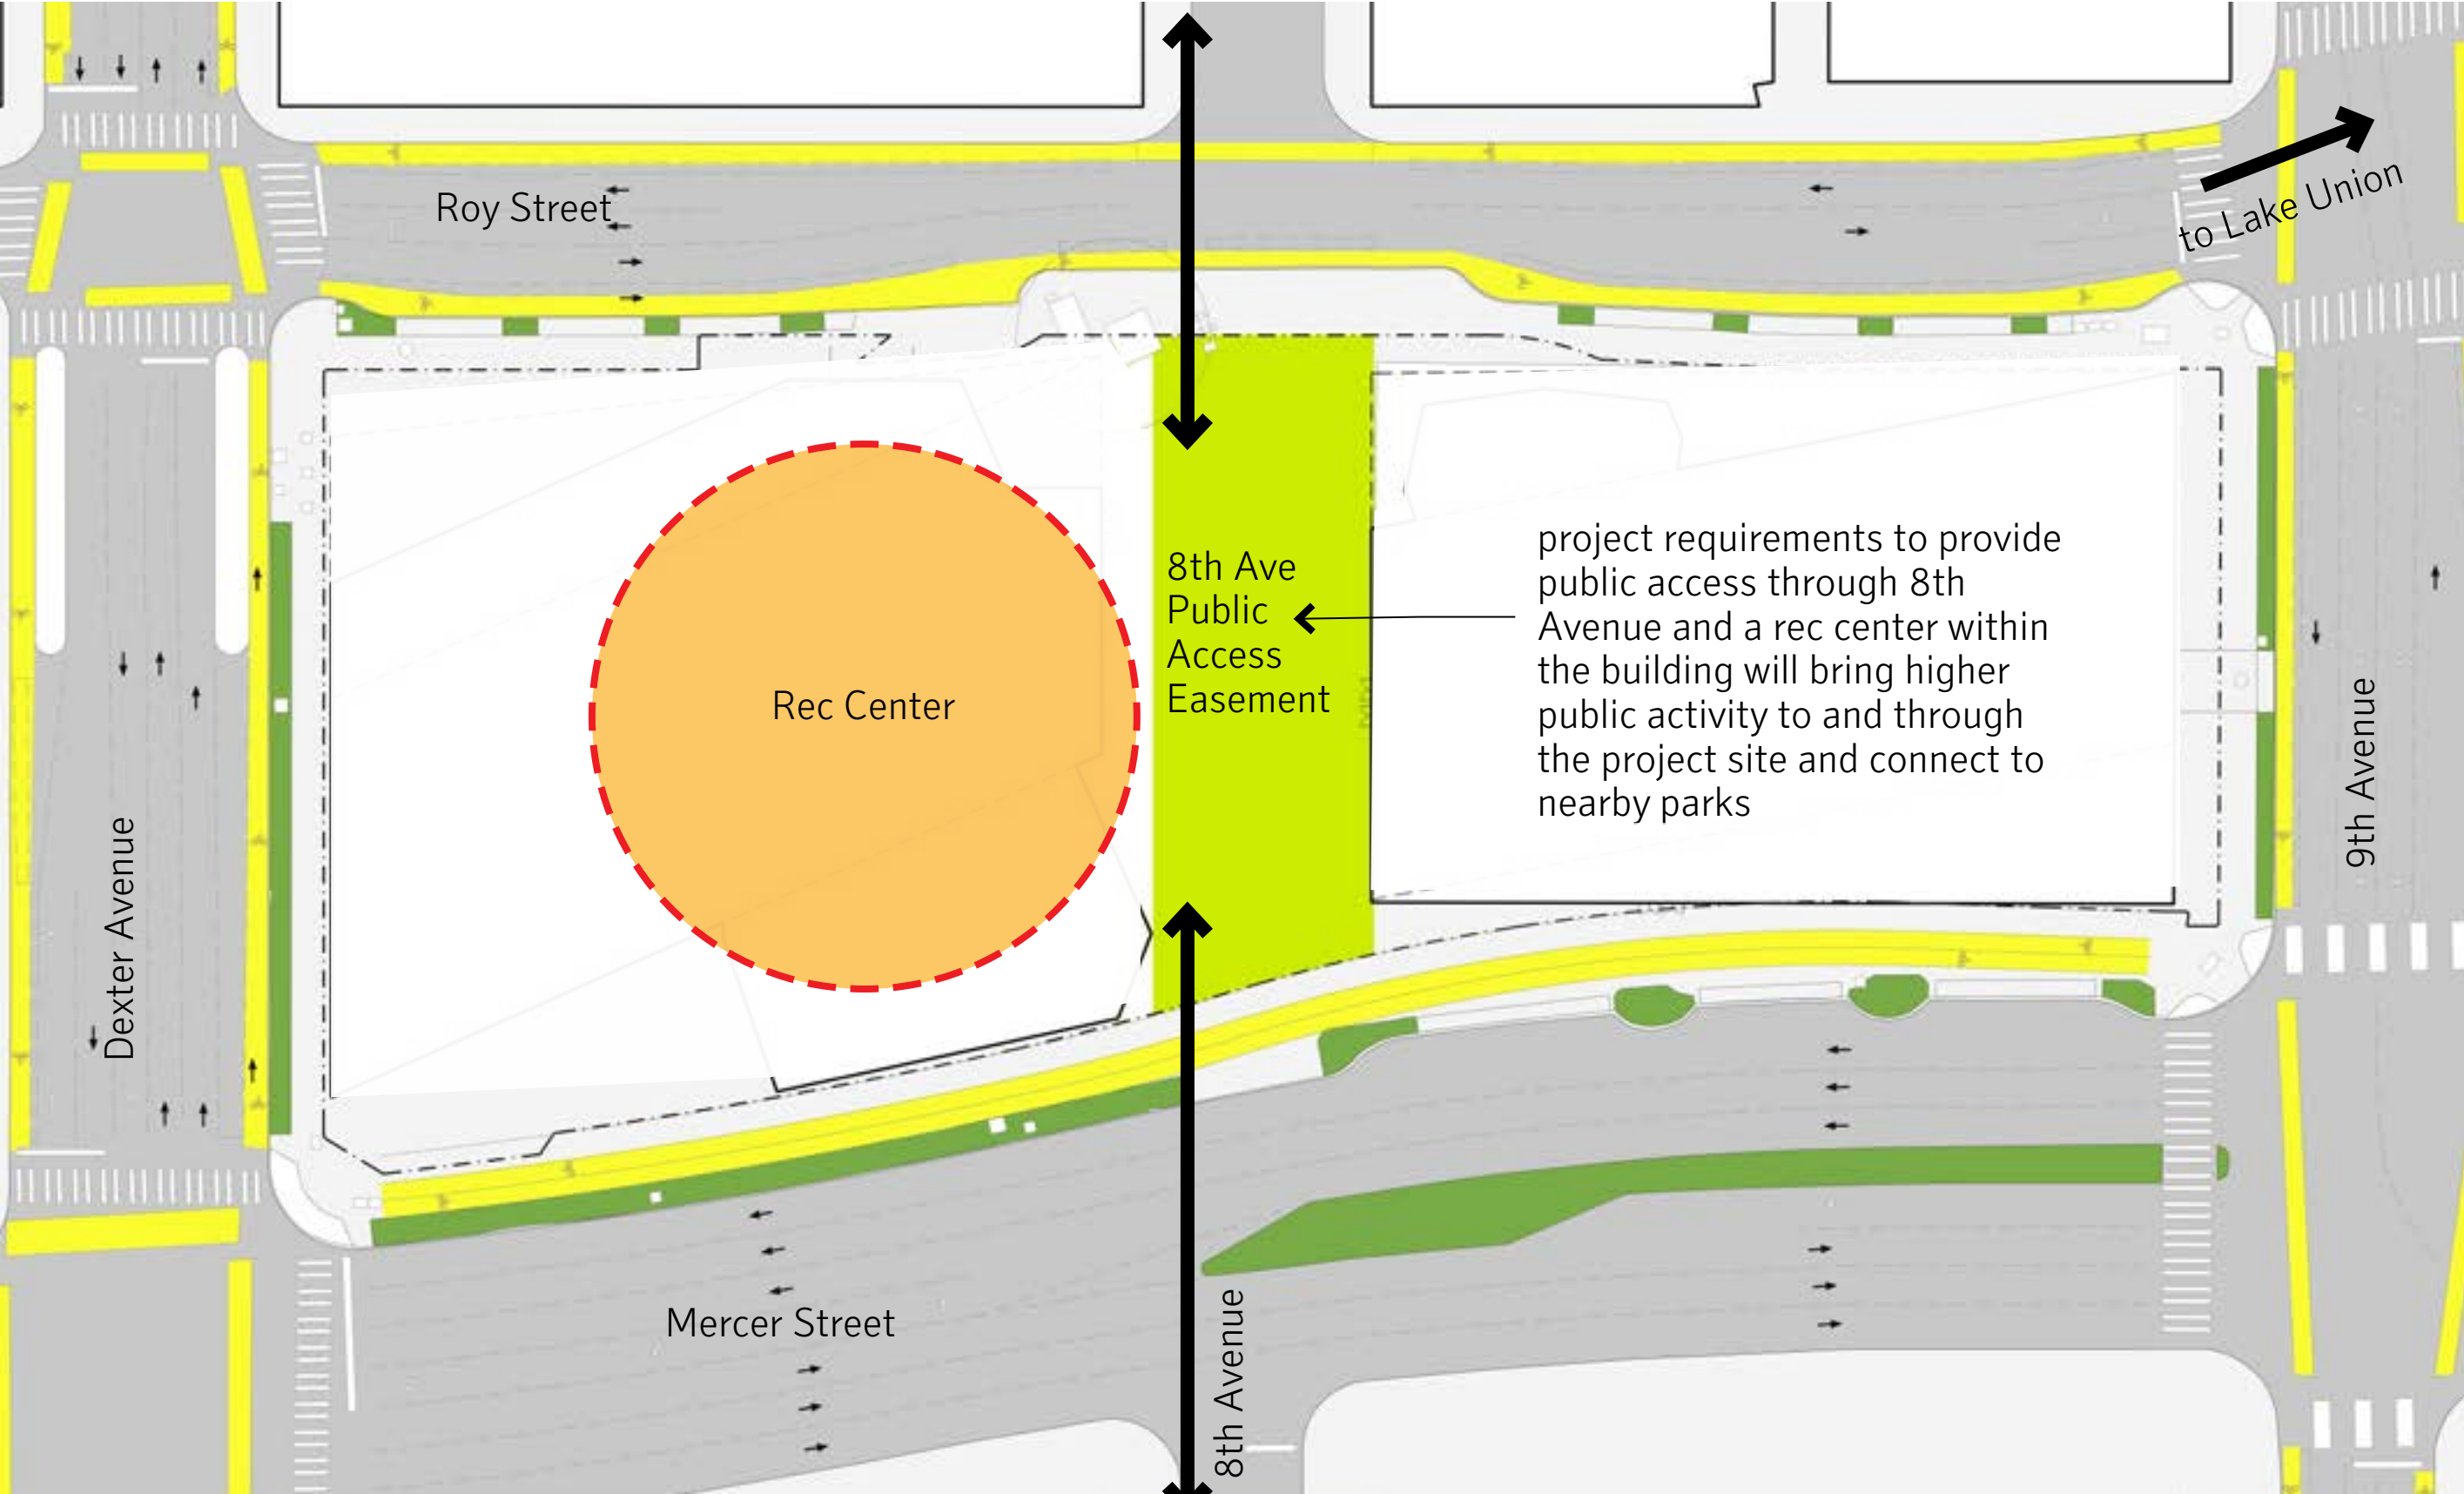 Roy Street
to Lake Union
8th Ave
Public
Access
Easement
project requirements to provide
public access through 8th
Avenue and a rec center within
the building will bring higher
public activity to and through
the project site and connect to
nearby parks
Rec Center
Dexter Avenue
9th Avenue
Mercer Street
8th Avenue